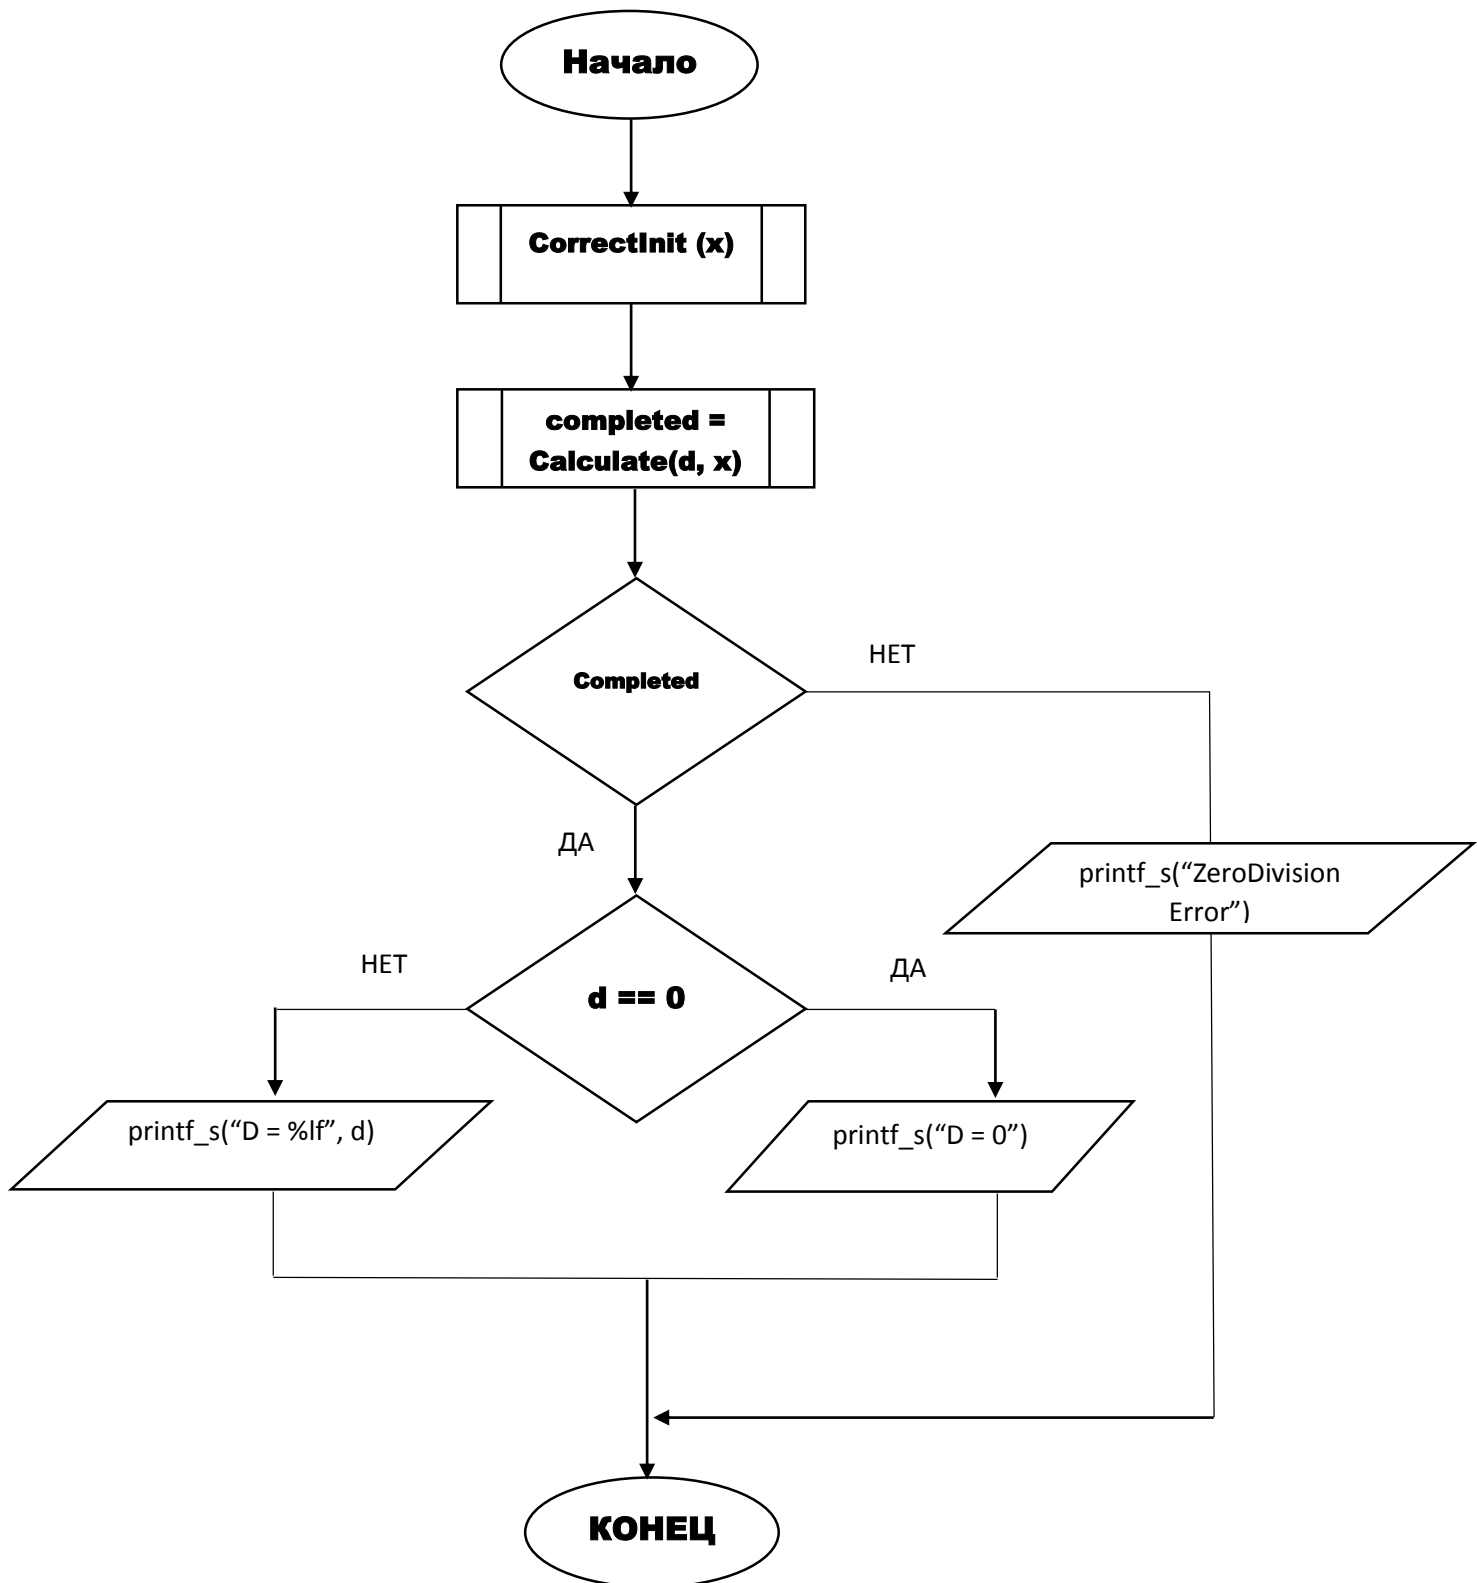 Начало
CorrectInit (x)
completed =
Calculate(d, x)
Completed
НЕТ
ДА
printf_s(“ZeroDivision
Error”)
НЕТ
d == 0
ДА
printf_s(“D = %lf”, d)
printf_s(“D = 0”)
КОНЕЦ